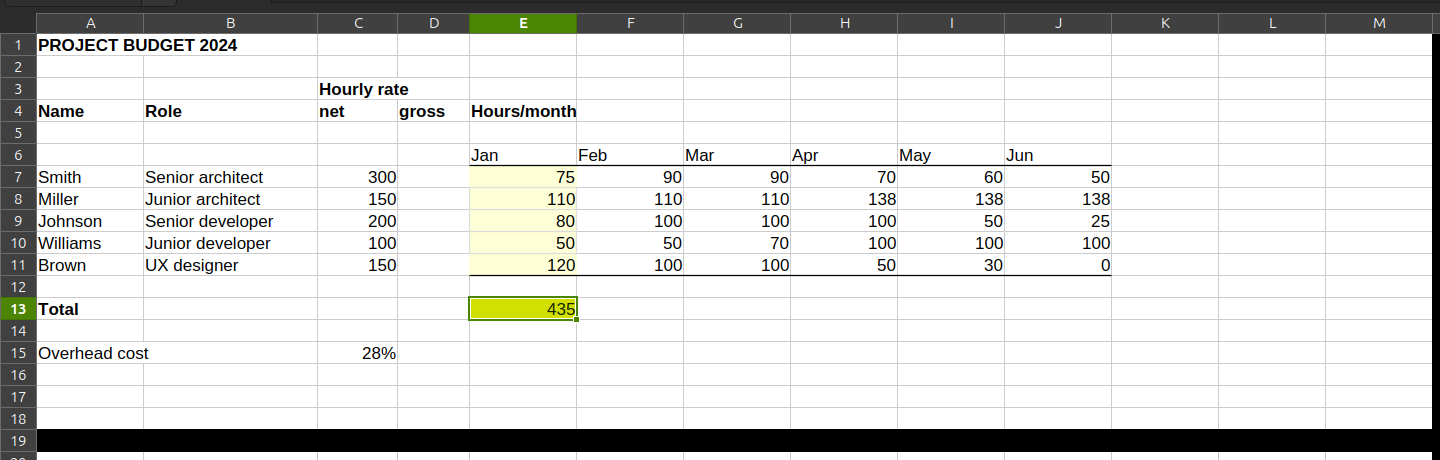 A B C D E F G H I J K L M
1 PROJECT BUDGET 2024
2
3 Hourly rate
4 Name Role net gross Hours/month
5
6 Jan Feb Mar Apr May Jun
7 Smith Senior architect 300 75 90 90 70 60 50
8 Miller Junior architect 150 110 110 110 138 138 138
9 Johnson Senior developer 200 80 100 100 100 50 25
10 Williams Junior developer 100 50 50 70 100 100 100
11 Brown UX designer 150 120 100 100 50 30 0
12
13 Total 435
14
15 Overhead cost 28%
16
17
18
19